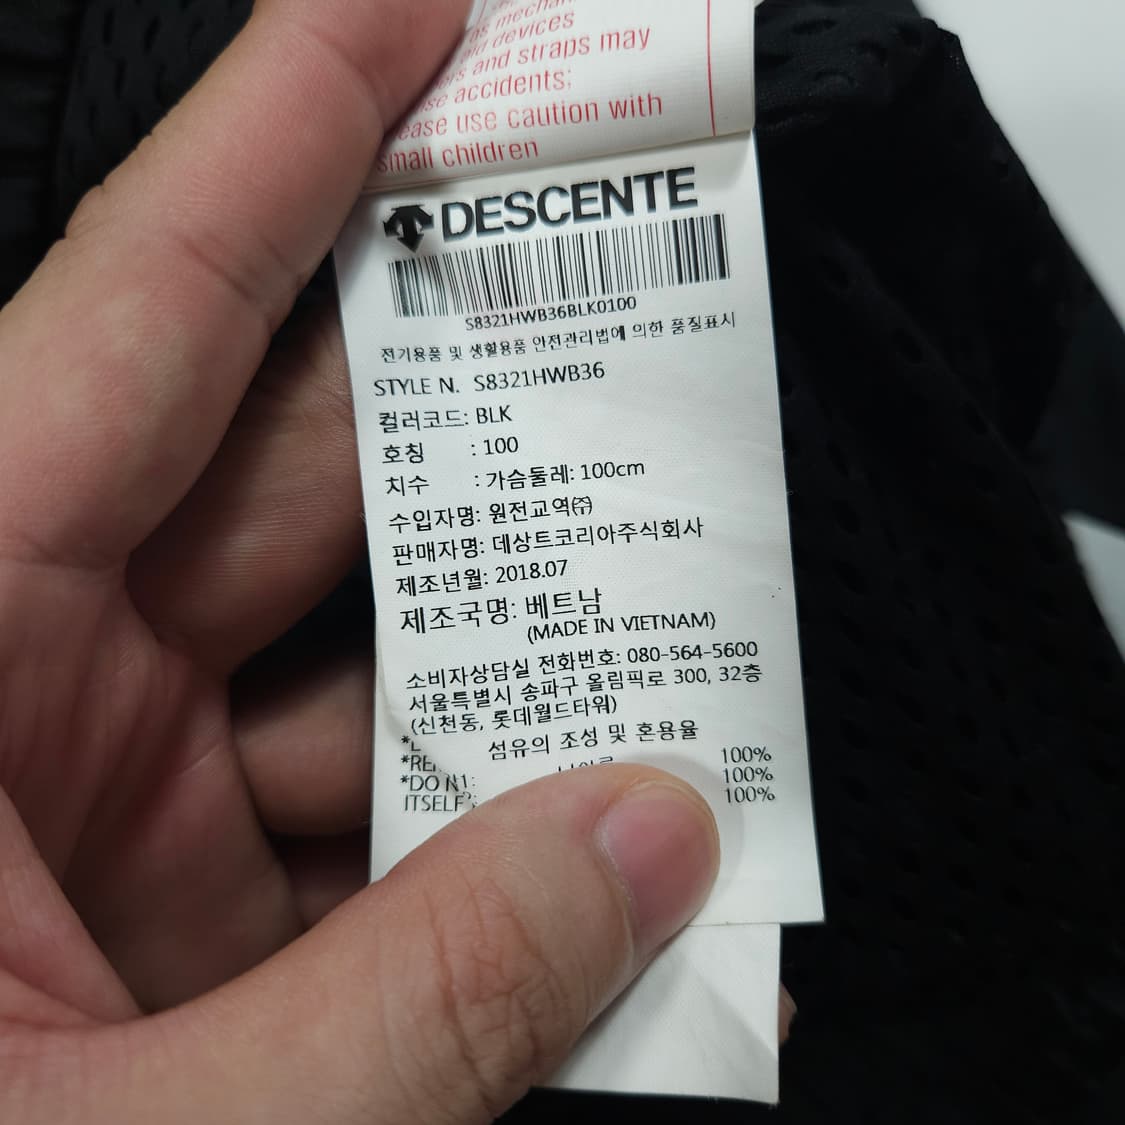 as mechan
aid devices
and straps may
accidents;
ease use caution with
small children
DESCENTE
S8321HWB36BLK0100
전기용품 및 생활용품 안전관리법에 의한 품질표시
STYLE N. S8321HWB36
컬러코드: BLK
호칭 : 100
치수 : 가슴둘레: 100cm
수입자명: 원전교역㈜
판매자명: 데상트코리아주식회사
제조년월: 2018.07
제조국명: 베트남
(MADE IN VIETNAM)
소비자상담실 전화번호: 080-564-5600
서울특별시 송파구 올림픽로 300, 32층
(신천동, 롯데월드타워)
섬유의 조성 및 혼용율
100%
*DO N 100%
ITSELF 100%